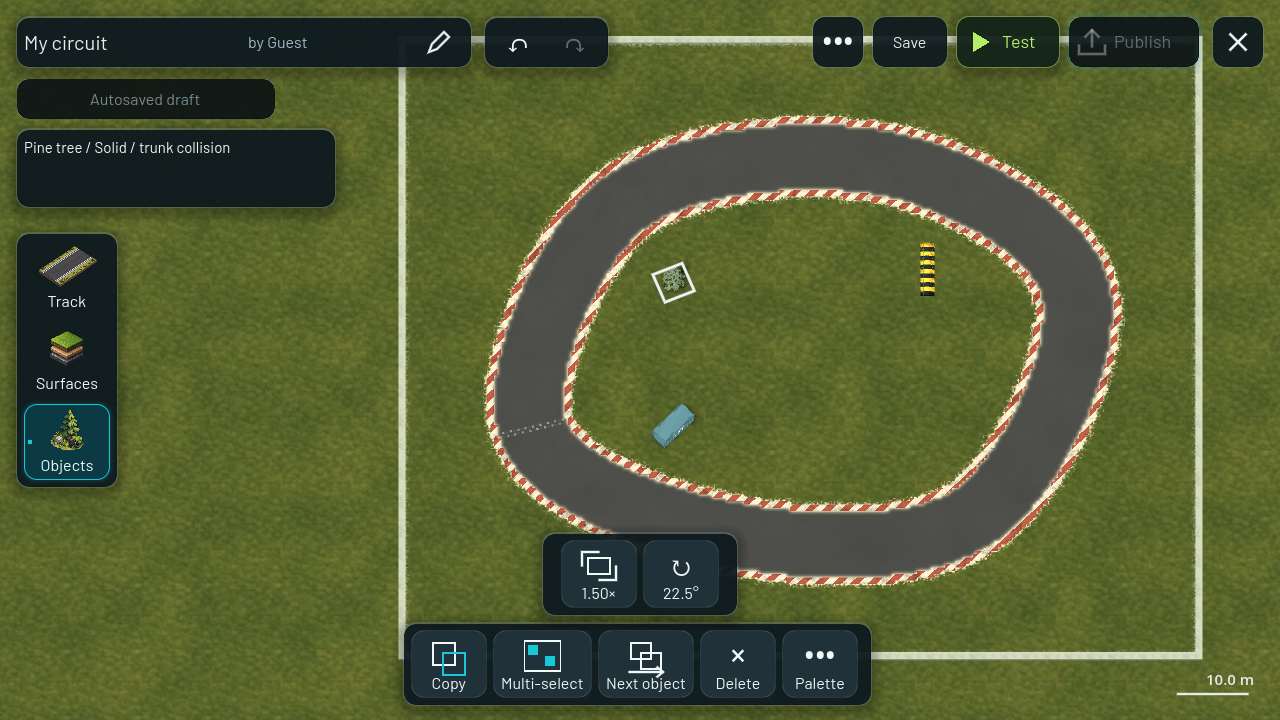 My circuit
by Guest
Save
Test
Publish
Autosaved draft
Pine tree / Solid / trunk collision
Track
Surfaces
Objects
1.50×
22.5°
Copy
Multi-select
Next object
Delete
Palette
10.0 m